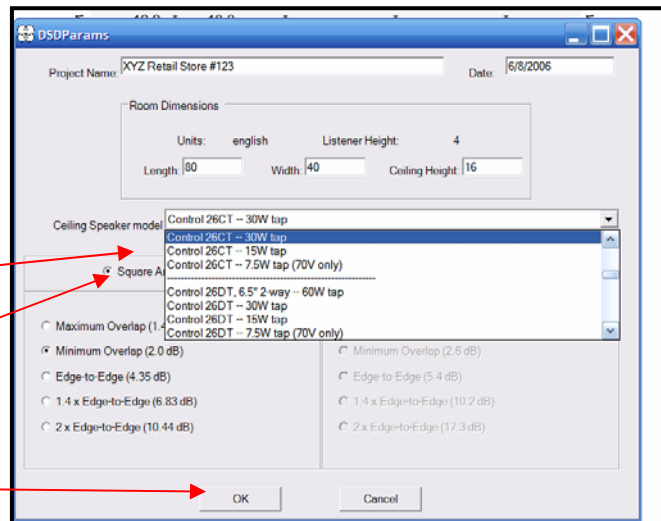 DSDParams
Project Name: XYZ Retail Store #123 Date: 6/8/2006
Room Dimensions
Units: english Listener Height: 4
Length: 80 Width: 40 Ceiling Height: 16
Ceiling Speaker model Control 26CT -- 30W tap
Control 26CT -- 30W tap
Control 26CT -- 15W tap
Control 26CT -- 7.5W tap (70V only)
Square
Control 26DT, 6.5" 2-way -- 60W tap
Control 26DT -- 30W tap
Control 26DT -- 15W tap
Control 26DT -- 7.5W tap (70V only)
Maximum Overlap (1.4
Minimum Overlap (2.0 dB) Minimum Overlap (2.6 dB)
Edge-to-Edge (4.35 dB) Edge-to-Edge (5.4 dB)
1.4 x Edge-to-Edge (6.83 dB) 1.4 x Edge-to-Edge (10.2 dB)
2 x Edge-to-Edge (10.44 dB) 2 x Edge-to-Edge (17.3 dB)
OK Cancel